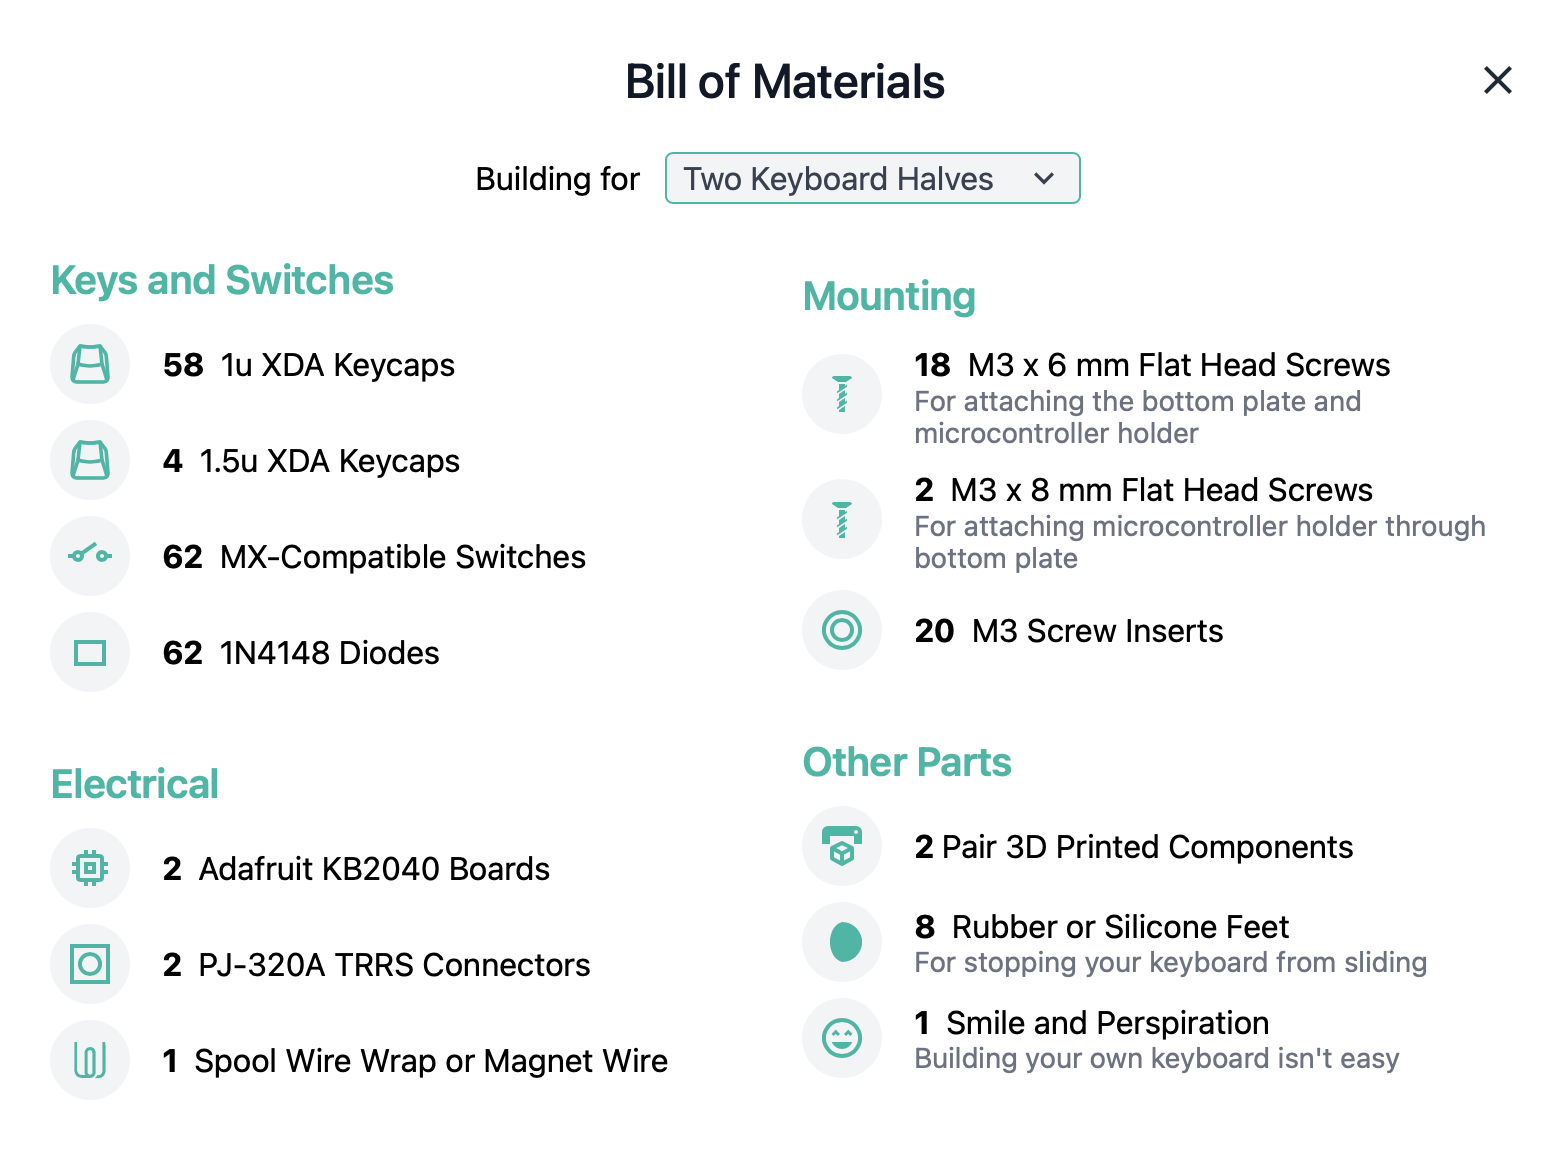 Bill of Materials
Building for Two Keyboard Halves
Keys and Switches
58 1u XDA Keycaps
4 1.5u XDA Keycaps
62 MX-Compatible Switches
62 1N4148 Diodes
Electrical
2 Adafruit KB2040 Boards
2 PJ-320A TRRS Connectors
1 Spool Wire Wrap or Magnet Wire
Mounting
18 M3 x 6 mm Flat Head Screws
For attaching the bottom plate and
microcontroller holder
2 M3 x 8 mm Flat Head Screws
For attaching microcontroller holder through
bottom plate
20 M3 Screw Inserts
Other Parts
2 Pair 3D Printed Components
8 Rubber or Silicone Feet
For stopping your keyboard from sliding
1 Smile and Perspiration
Building your own keyboard isn't easy